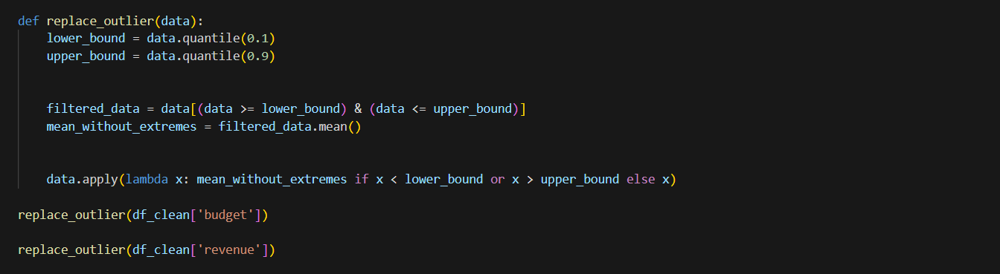 def replace_outlier(data):
    lower_bound = data.quantile(0.1)
    upper_bound = data.quantile(0.9)
    filtered_data = data[(data >= lower_bound) & (data <= upper_bound)]
    mean_without_extremes = filtered_data.mean()
    data.apply(lambda x: mean_without_extremes if x < lower_bound or x > upper_bound else x)
replace_outlier(df_clean['budget'])
replace_outlier(df_clean['revenue'])